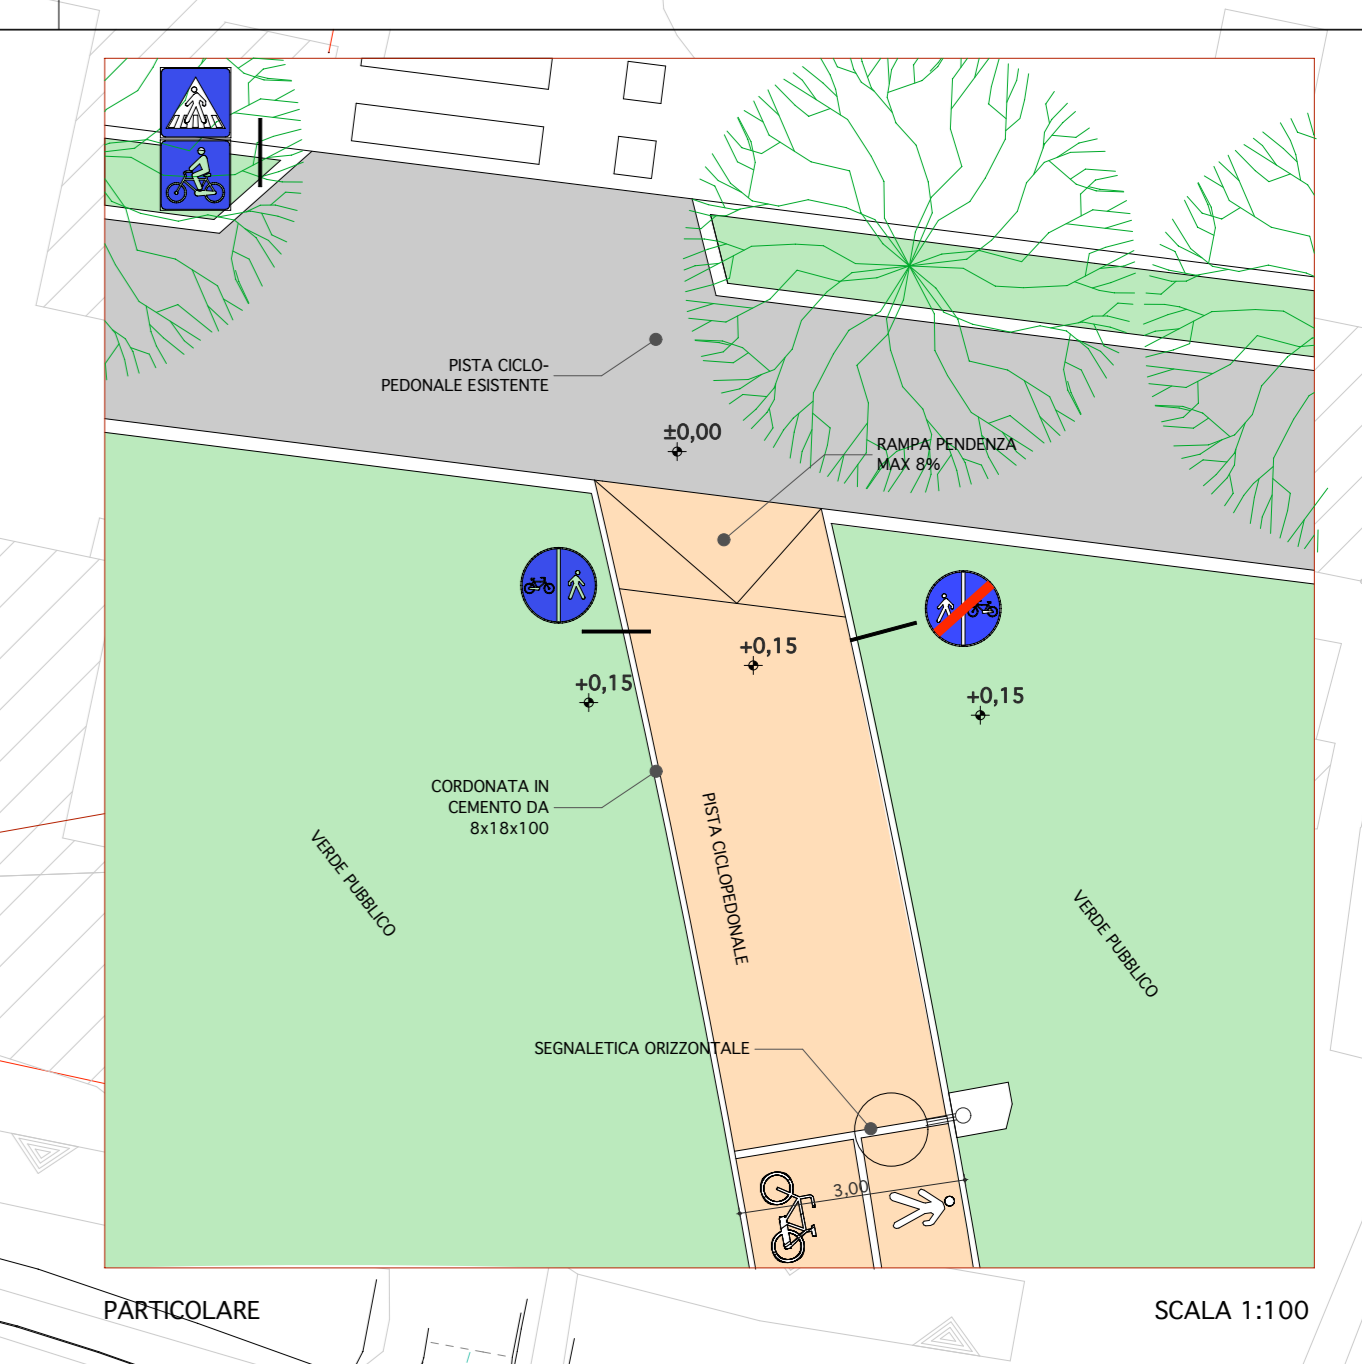 PISTA CICLO-
PEDONALE ESISTENTE
±0,00
RAMPA PENDENZA
MAX 8%
+0,15
+0,15
+0,15
CORDONATA IN
CEMENTO DA
8x18x100
PISTA CICLOPEDONALE
VERDE PUBBLICO
VERDE PUBBLICO
SEGNALETICA ORIZZONTALE
3,00
PARTICOLARE
SCALA 1:100